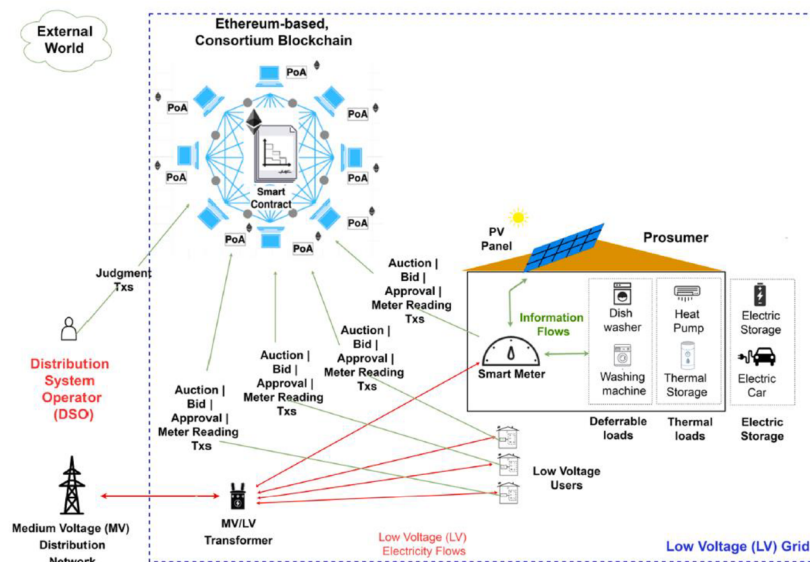 External
World
Ethereum-based,
Consortium Blockchain
PoA
PoA
PoA
PoA
PoA
PoA
PoA
PoA
Smart
Contract
Judgment
Txs
Distribution
System
Operator
(DSO)
PV
Panel
Prosumer
Auction |
Bid |
Approval |
Meter Reading
Txs
Auction |
Bid |
Approval |
Meter Reading
Txs
Auction |
Bid |
Approval |
Meter Reading
Txs
Auction |
Bid |
Approval |
Meter Reading
Txs
Information
Flows
Smart Meter
Dish
washer
Washing
machine
Heat
Pump
Thermal
Storage
Electric
Storage
Electric
Car
Deferrable
loads
Thermal
loads
Electric
Storage
Low Voltage
Users
Medium Voltage (MV)
Distribution
Network
MV/LV
Transformer
Low Voltage (LV)
Electricity Flows
Low Voltage (LV) Grid